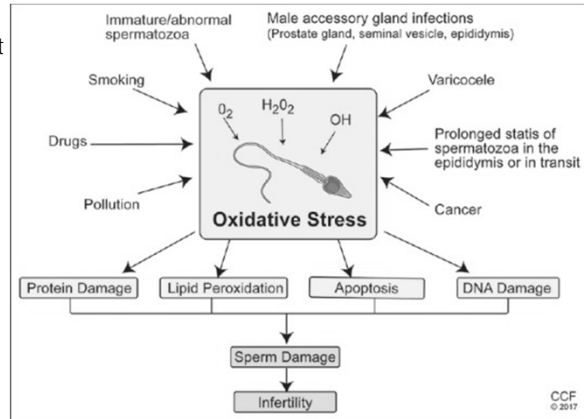 t
Immature/abnormal
spermatozoa
Male accessory gland infections
(Prostate gland, seminal vesicle, epididymis)
Smoking
Varicocele
O2
H2O2
OH
Drugs
Prolonged statis of
spermatozoa in the
epididymis or in transit
Pollution
Cancer
Oxidative Stress
Protein Damage
Lipid Peroxidation
Apoptosis
DNA Damage
Sperm Damage
Infertility
CCF
© 2017